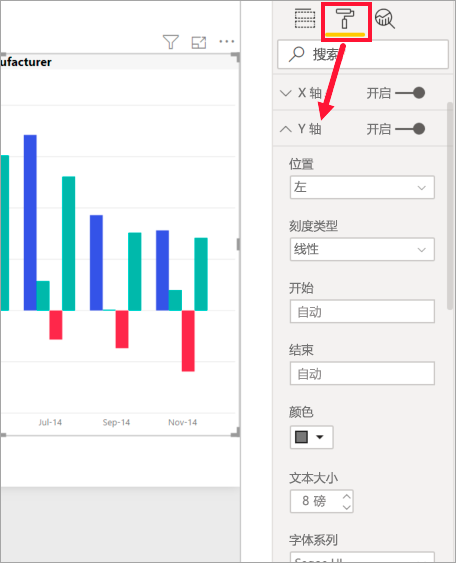 ufacturer
Jul-14
Sep-14
Nov-14
搜索
X 轴
开启
Y 轴
开启
位置
左
刻度类型
线性
开始
自动
结束
自动
颜色
文本大小
8 磅
字体系列